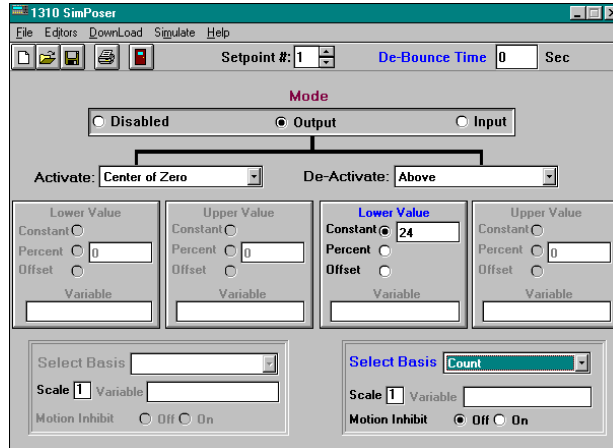 1310 SimPoser
File Editors DownLoad Simulate Help
Setpoint #: 1 De-Bounce Time 0 Sec
Mode
Disabled Output Input
Activate: Center of Zero De-Activate: Above
Lower Value Upper Value Lower Value Upper Value
Constant Constant Constant 24 Constant
Percent 0 Percent 0 Percent Percent 0
Offset Offset Offset Offset
Variable Variable Variable Variable
Select Basis Select Basis Count
Scale 1 Variable Scale 1 Variable
Motion Inhibit Off On Motion Inhibit Off On